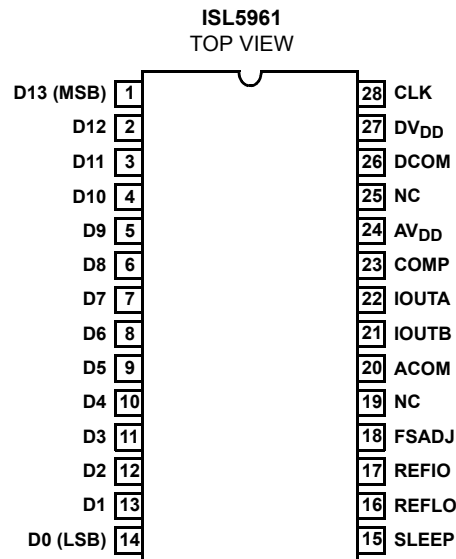 ISL5961
TOP VIEW
D13 (MSB) 1 28 CLK
D12 2 27 DVDD
D11 3 26 DCOM
D10 4 25 NC
D9 5 24 AVDD
D8 6 23 COMP
D7 7 22 IOUTA
D6 8 21 IOUTB
D5 9 20 ACOM
D4 10 19 NC
D3 11 18 FSADJ
D2 12 17 REFIO
D1 13 16 REFLO
D0 (LSB) 14 15 SLEEP